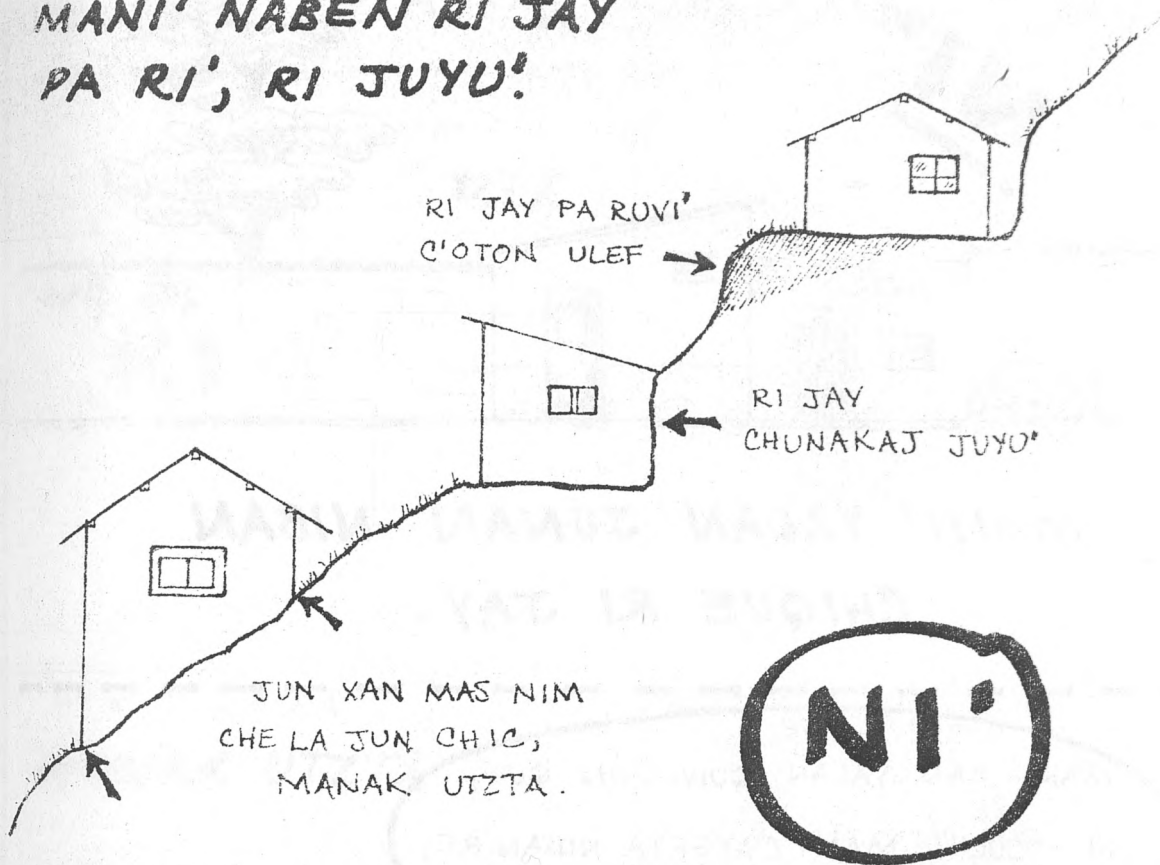 MANI' NABEN RI JAY
PA RI', RI JUYU'.
RI JAY PA RUVI'
C'OTON ULEF
RI JAY
CHUNAKAJ JUYU'
JUN XAN MAS NIM
CHE LA JUN CHIC,
MANAK UTZTA.
NI'